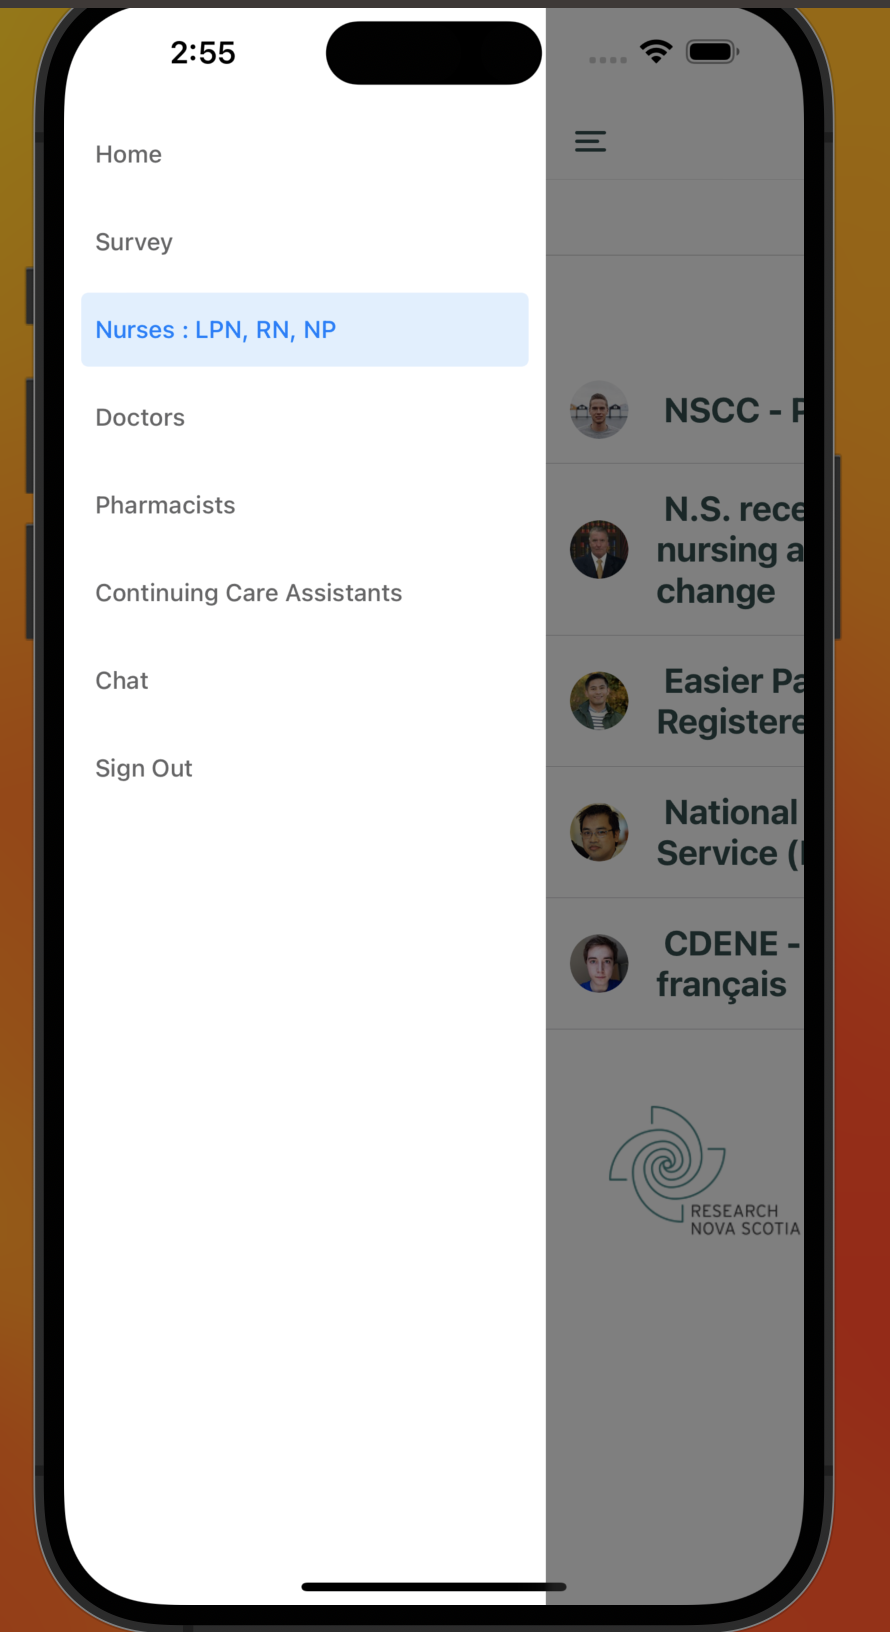 2:55
Home
Survey
Nurses : LPN, RN, NP
Doctors
Pharmacists
Continuing Care Assistants
Chat
Sign Out
NSCC -
N.S. rece
nursing a
change
Easier Pa
Registere
National
Service (
CDENE -
français
RESEARCH
NOVA SCOTIA